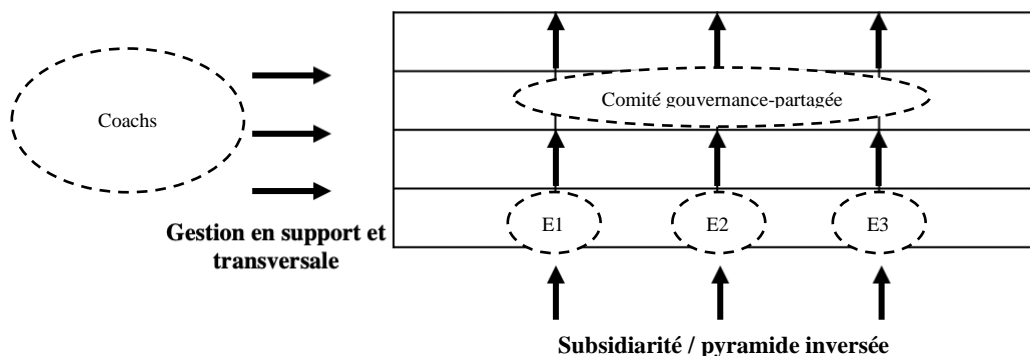 Comité gouvernance-partagée
Coachs
E1
E2
E3
Gestion en support et
transversale
Subsidiarité / pyramide inversée